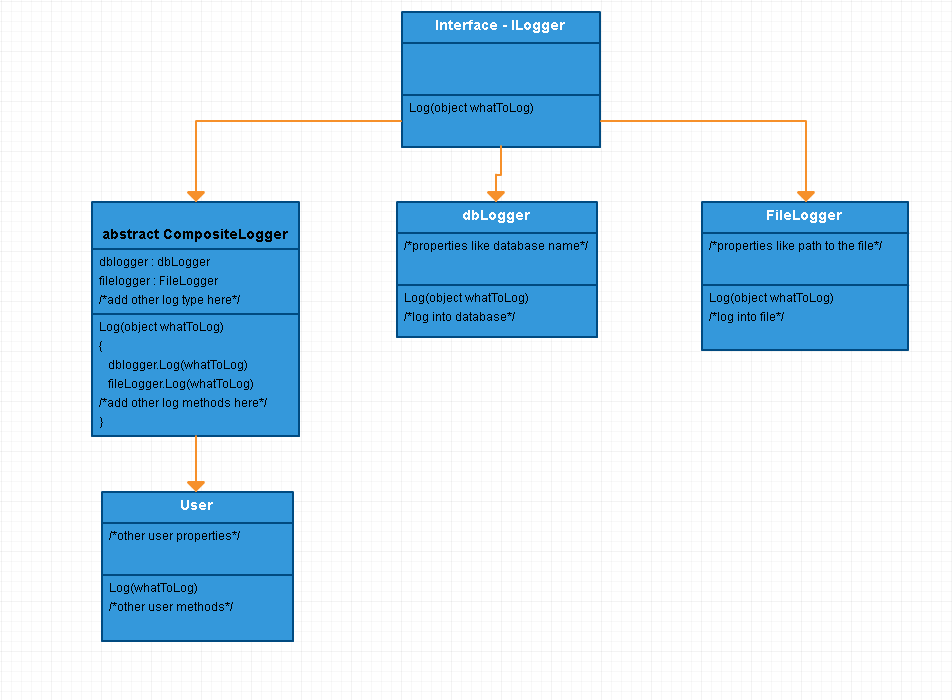 Interface - ILogger
Log(object whatToLog)
abstract CompositeLogger
dblogger : dbLogger
filelogger : FileLogger
/*add other log type here*/
Log(object whatToLog)
{
dblogger.Log(whatToLog)
fileLogger.Log(whatToLog)
/*add other log methods here*/
}
dbLogger
/*properties like database name*/
Log(object whatToLog)
/*log into database*/
FileLogger
/*properties like path to the file*/
Log(object whatToLog)
/*log into file*/
User
/*other user properties*/
Log(whatToLog)
/*other user methods*/